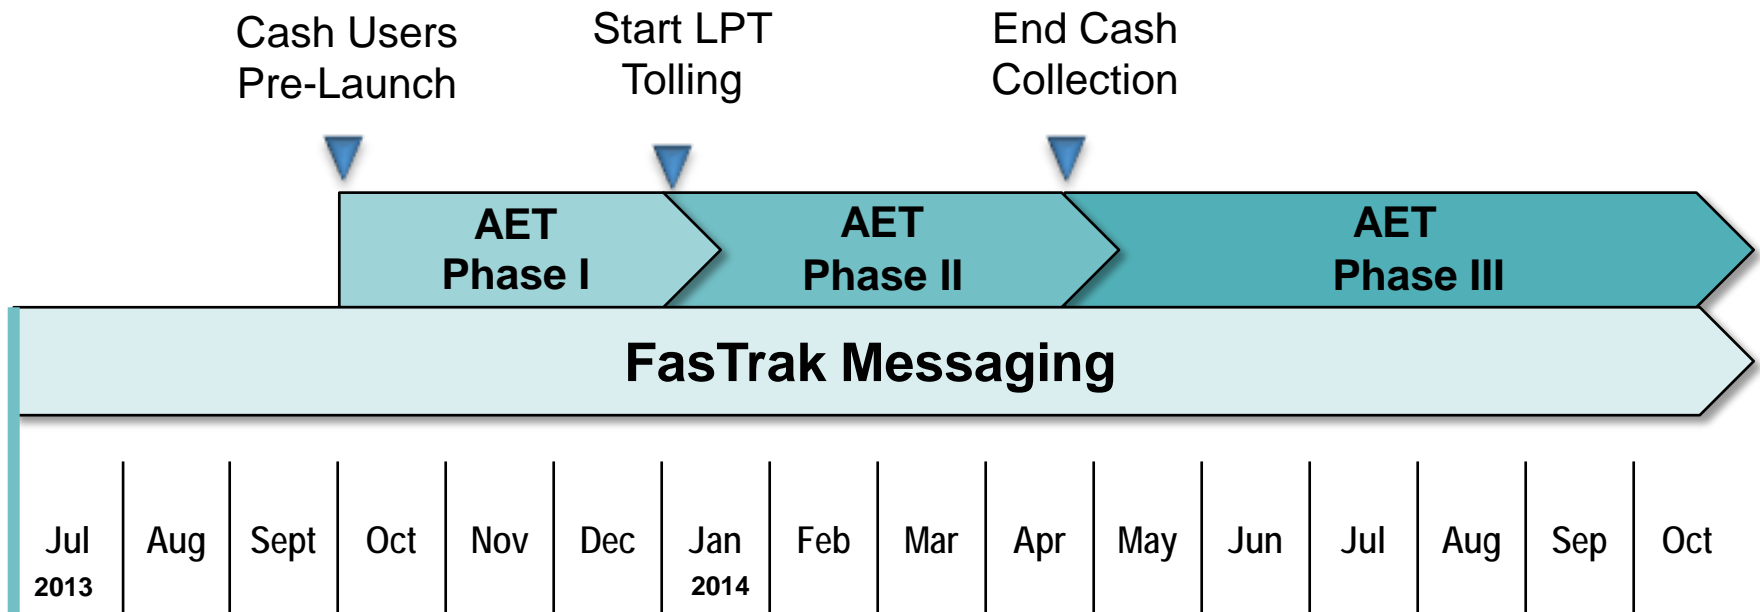 Cash Users
Pre-Launch
Start LPT
Tolling
End Cash
Collection
AET
Phase I
AET
Phase II
AET
Phase III
FasTrak Messaging
Jul
2013
Aug
Sept
Oct
Nov
Dec
Jan
2014
Feb
Mar
Apr
May
Jun
Jul
Aug
Sep
Oct